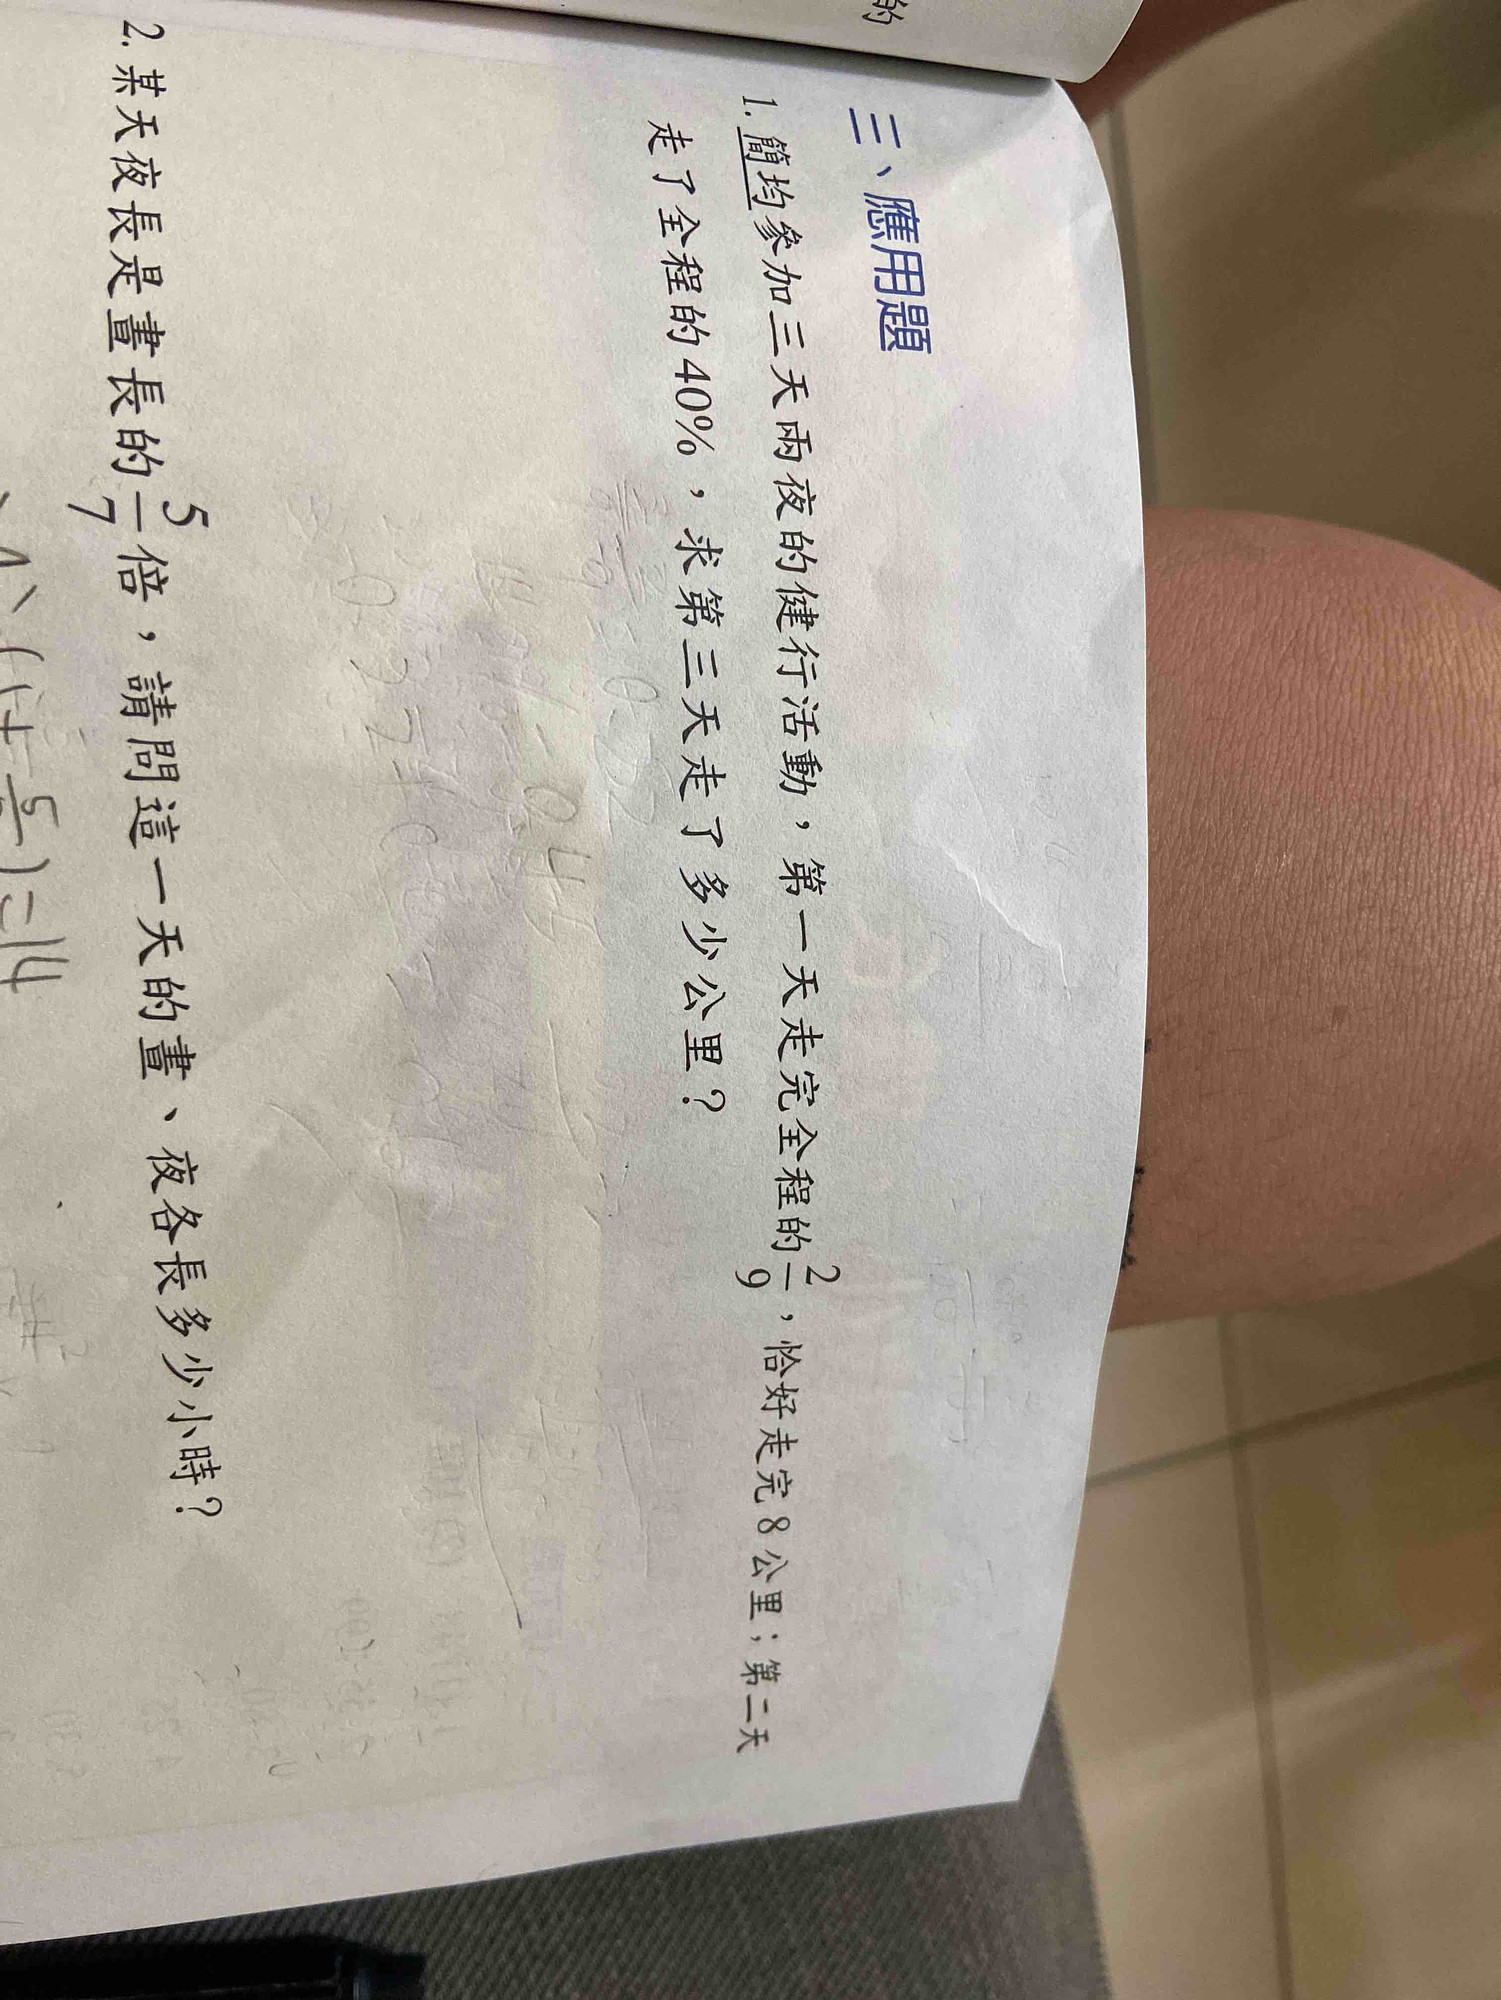 的
三、應用題
1. 簡均參加三天兩夜的健行活動，第一天走完全程的 2/9，恰好走完 8 公里；第二天
走了全程的 40%，求第三天走了多少公里？
2. 某天夜長是晝長的 5/7 倍，請問這一天的晝、夜各長多少小時？